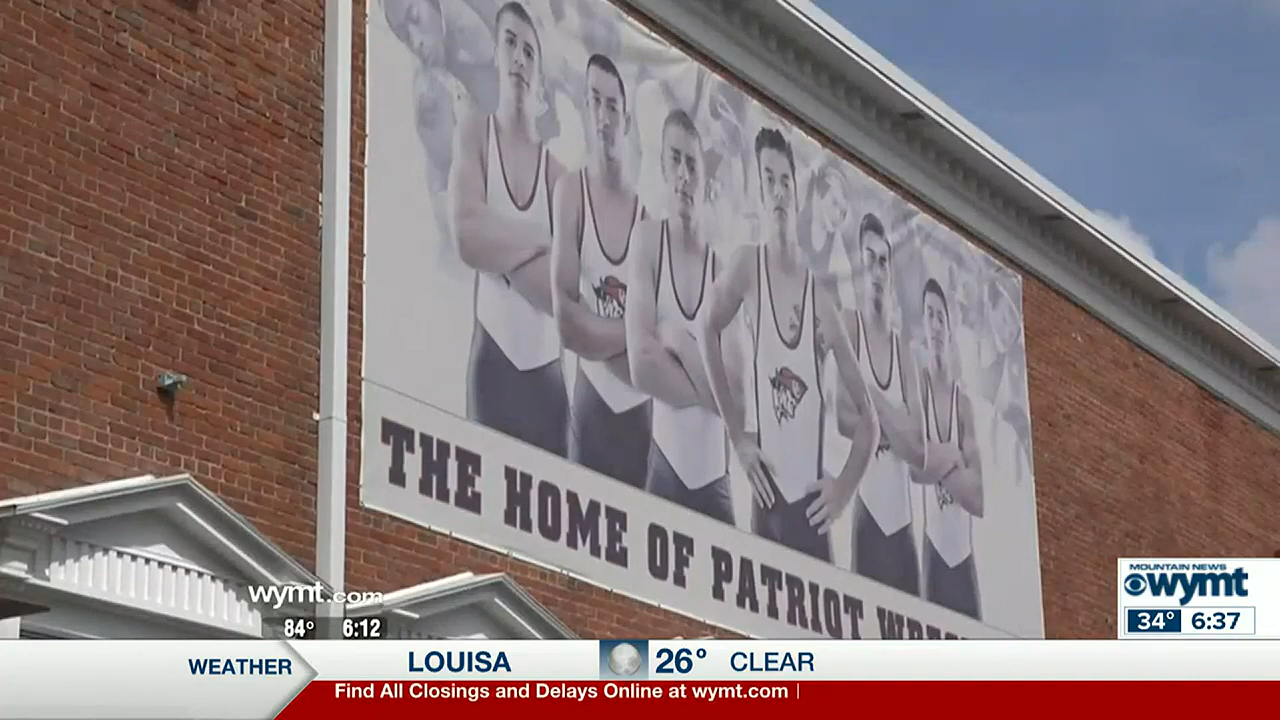 THE HOME OF PATRIOT
wymt.com
84° 6:12
MOUNTAIN NEWS
wymt
34° 6:37
WEATHER LOUISA 26° CLEAR
Find All Closings and Delays Online at wymt.com